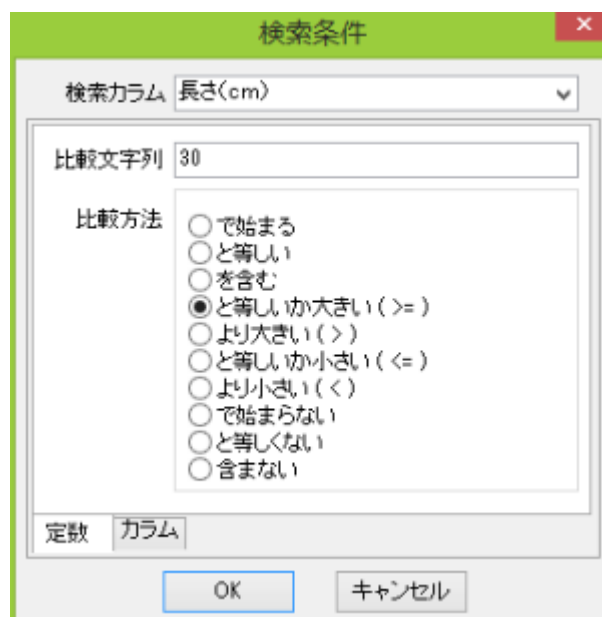 検索条件
検索カラム 長さ(cm)
比較文字列 30
比較方法
で始まる
と等しい
を含む
と等しいか大きい ( >= )
より大きい ( > )
と等しいか小さい ( <= )
より小さい ( < )
で始まらない
と等しくない
含まない
定数 カラム
OK キャンセル